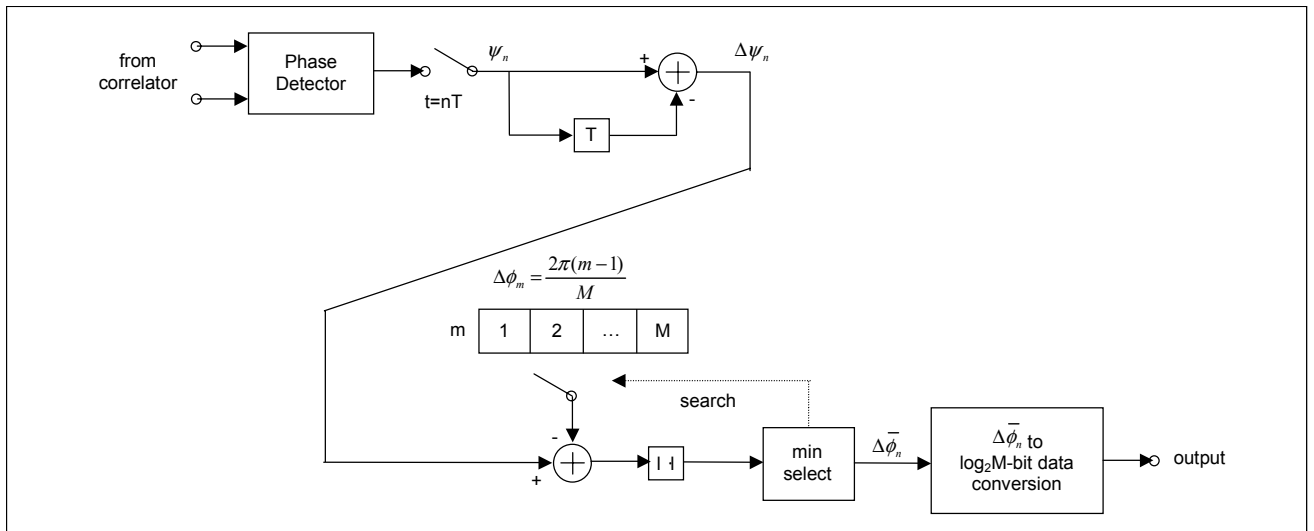 from
correlator
Phase
Detector
t=nT
ψₙ
+
-
T
Δψₙ
Δϕₘ = 2π(m−1)/M
m 1 2 … M
search
-
+
| · |
min
select
Δϕ̅ₙ
Δϕ̅ₙ to
log₂M-bit data
conversion
output